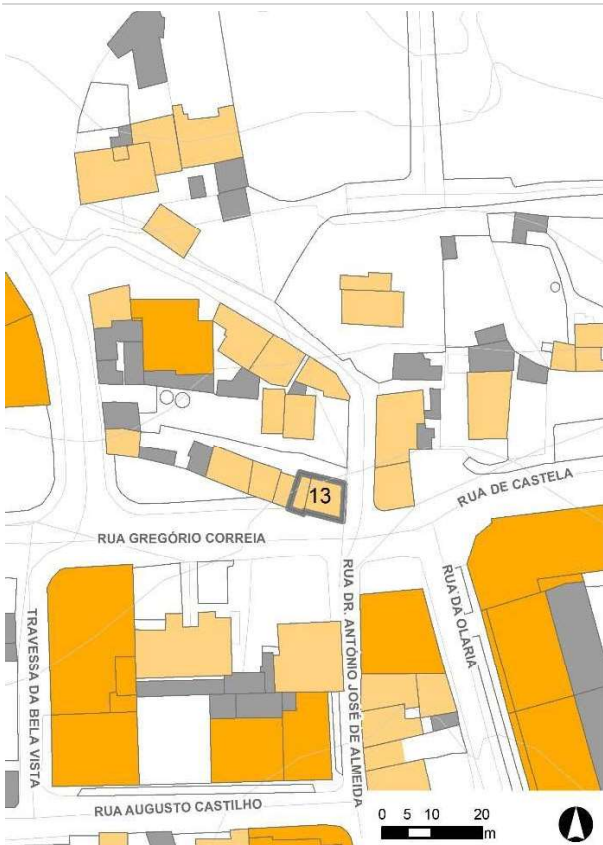 13
RUA DE CASTELA
RUA GREGÓRIO CORREIA
RUA DA OLARIA
RUA DR. ANTÓNIO JOSÉ DE ALMEIDA
TRAVESSA DA BELA VISTA
RUA AUGUSTO CASTILHO
0 5 10 20
m